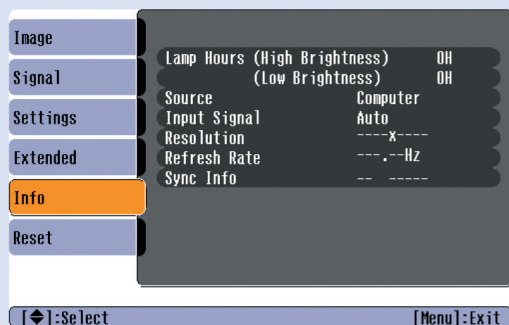 Image
Signal
Settings
Extended
Info
Reset
Lamp Hours (High Brightness) 0H
(Low Brightness) 0H
Source Computer
Input Signal Auto
Resolution ----x----
Refresh Rate ---.--Hz
Sync Info -- -----
[◆]:Select [Menu]:Exit